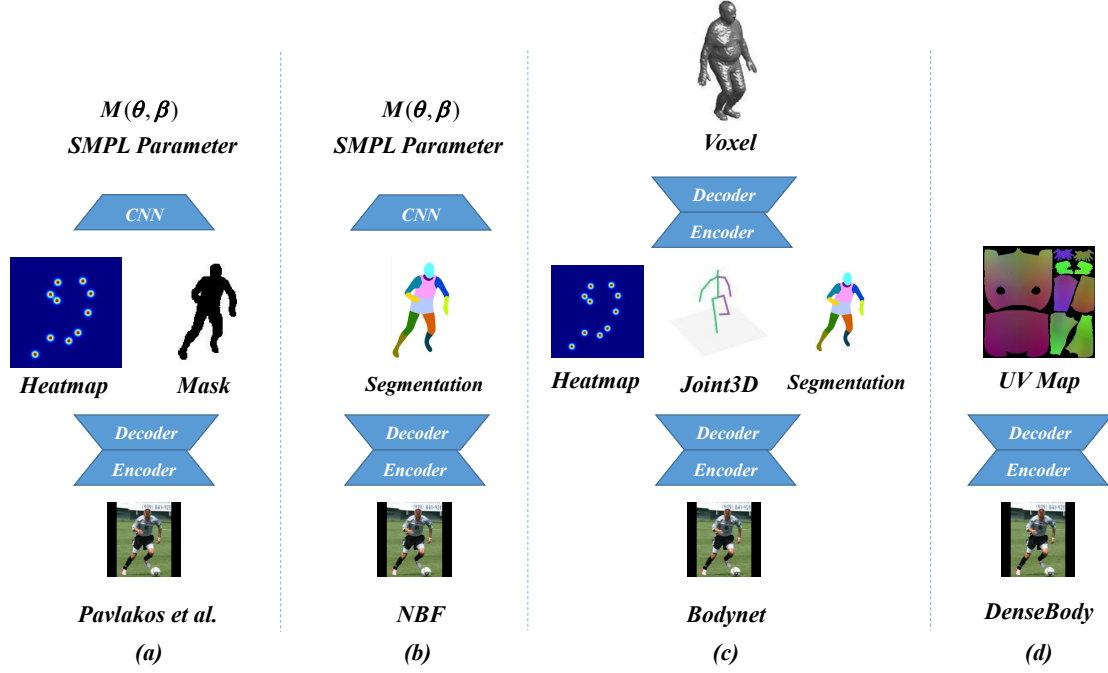 M(θ, β)
SMPL Parameter
CNN
Heatmap
Mask
Decoder
Encoder
Pavlakos et al.
(a)
M(θ, β)
SMPL Parameter
CNN
Segmentation
Decoder
Encoder
NBF
(b)
Voxel
Decoder
Encoder
Heatmap
Joint3D
Segmentation
Decoder
Encoder
Bodynet
(c)
UV Map
Decoder
Encoder
DenseBody
(d)